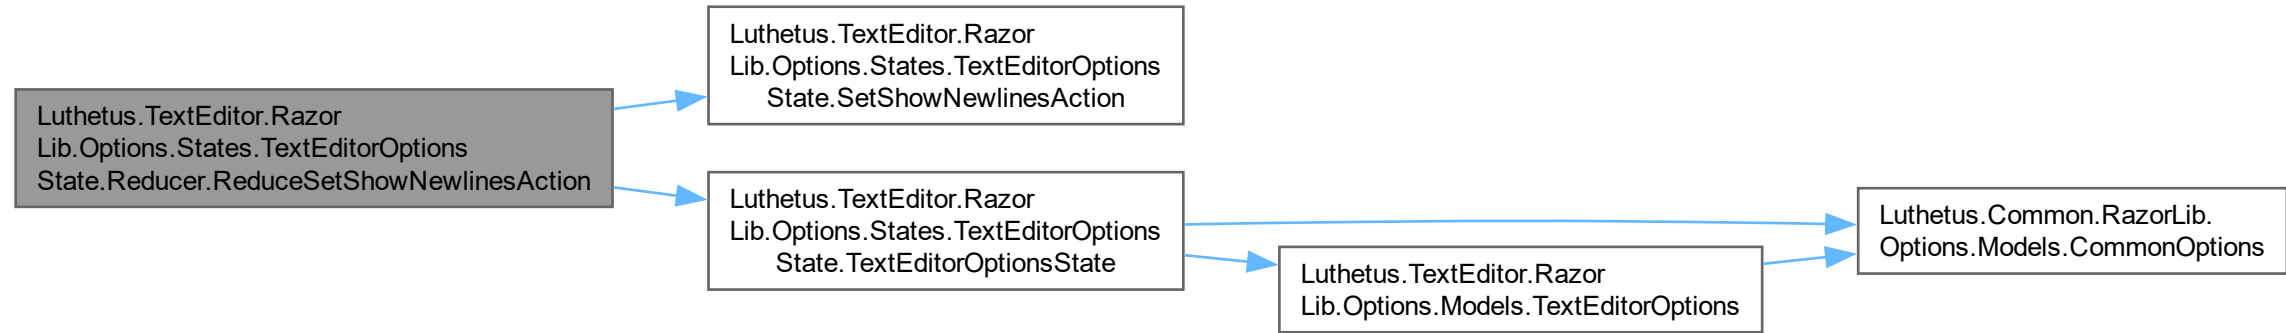 Luthetus.TextEditor.Razor
Lib.Options.States.TextEditorOptions
State.Reducer.ReduceSetShowNewlinesAction
Luthetus.TextEditor.Razor
Lib.Options.States.TextEditorOptions
State.SetShowNewlinesAction
Luthetus.TextEditor.Razor
Lib.Options.States.TextEditorOptions
State.TextEditorOptionsState
Luthetus.TextEditor.Razor
Lib.Options.Models.TextEditorOptions
Luthetus.Common.RazorLib.
Options.Models.CommonOptions